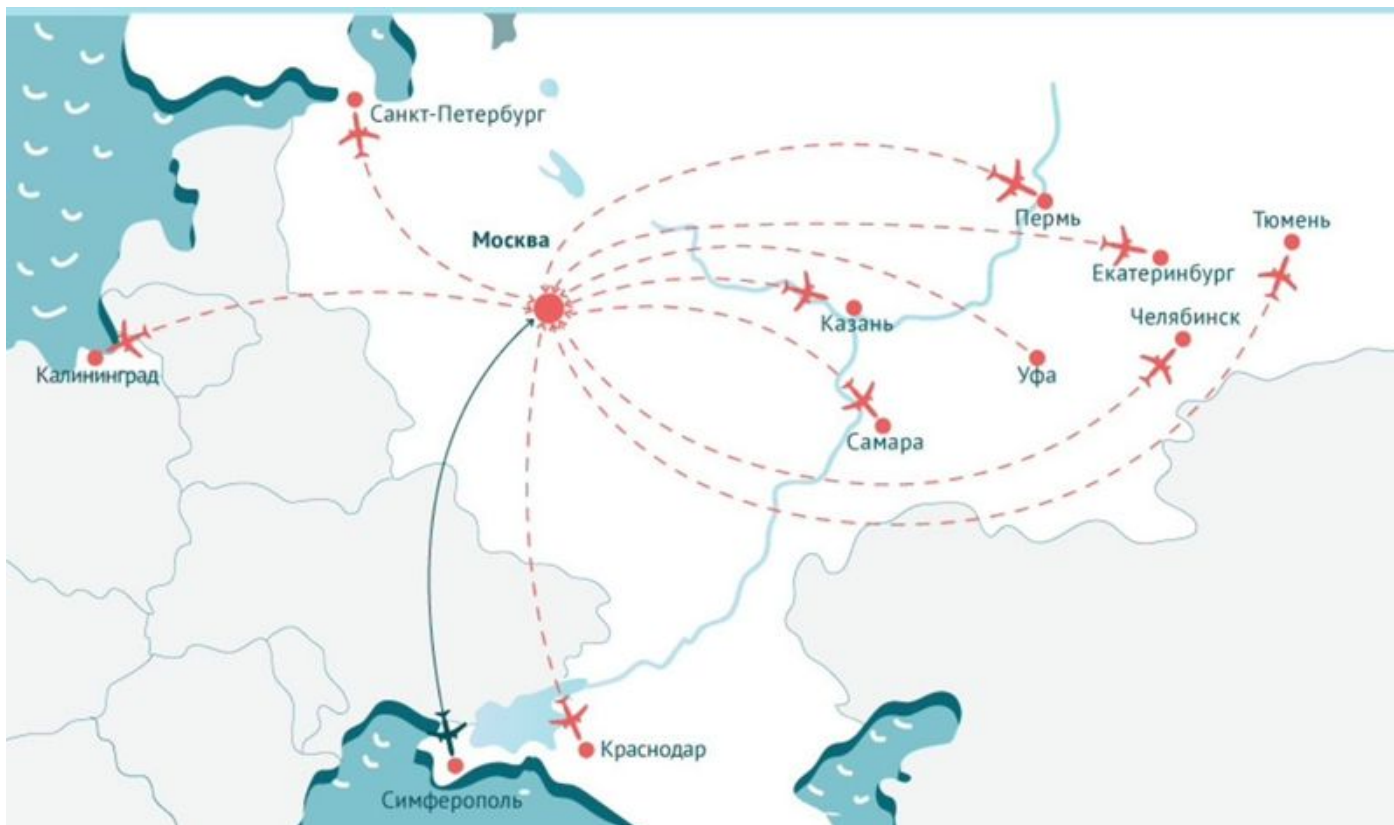 Санкт-Петербург
Москва
Пермь
Тюмень
Екатеринбург
Казань
Челябинск
Калининград
Уфа
Самара
Краснодар
Симферополь